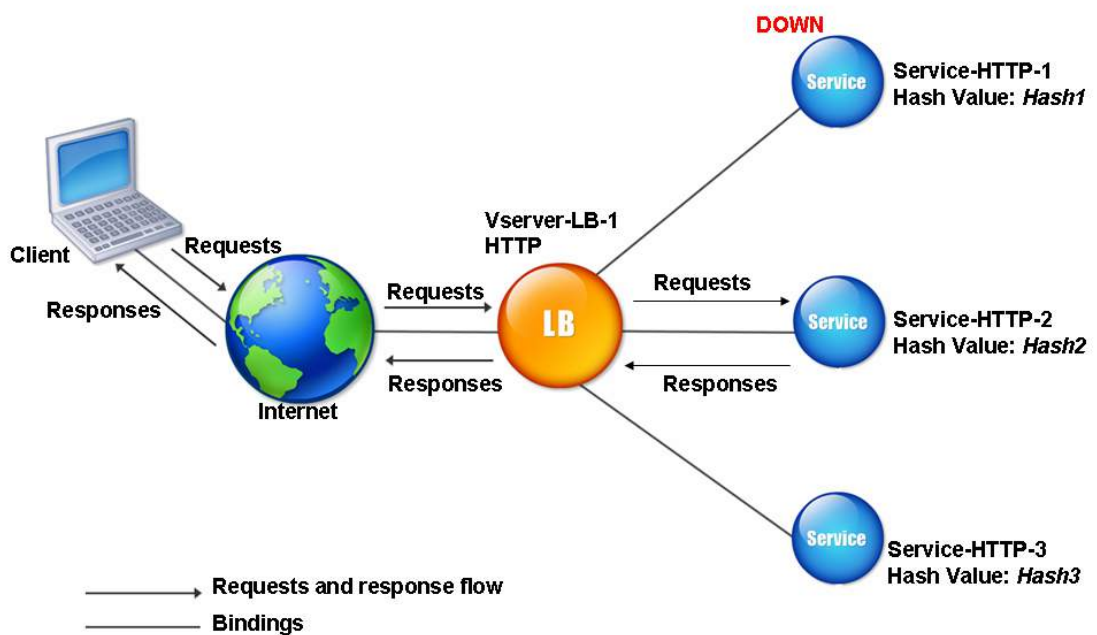 DOWN
Service
Service-HTTP-1
Hash Value: Hash1
Vserver-LB-1
HTTP
Client
Requests
Responses
Requests
LB
Responses
Internet
Requests
Responses
Service
Service-HTTP-2
Hash Value: Hash2
Service
Service-HTTP-3
Hash Value: Hash3
Requests and response flow
Bindings